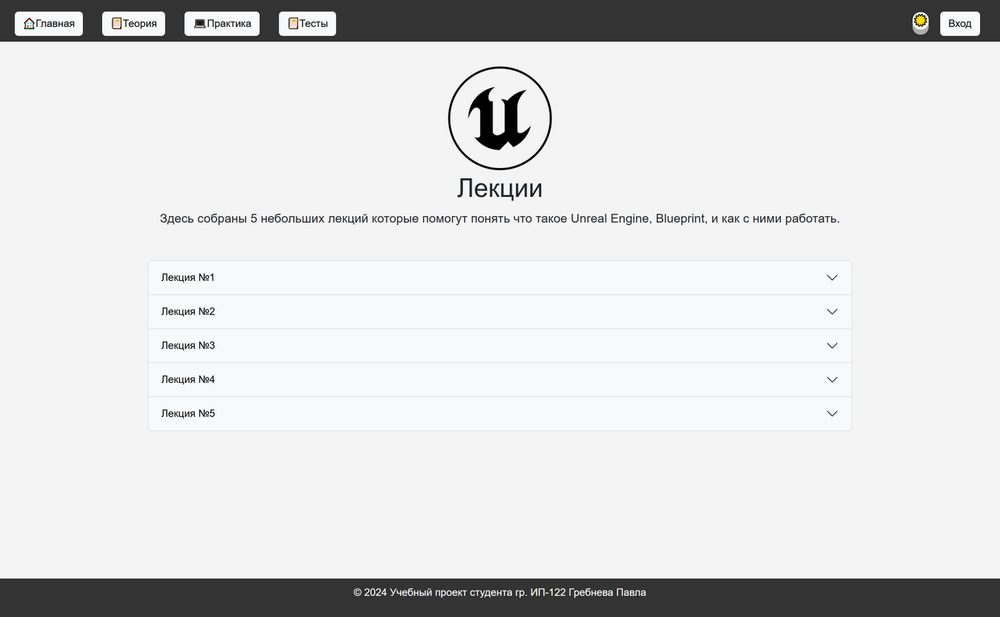 Главная
Теория
Практика
Тесты
Вход
Лекции
Здесь собраны 5 небольших лекций которые помогут понять что такое Unreal Engine, Blueprint, и как с ними работать.
Лекция №1
Лекция №2
Лекция №3
Лекция №4
Лекция №5
© 2024 Учебный проект студента гр. ИП-122 Гребнева Павла